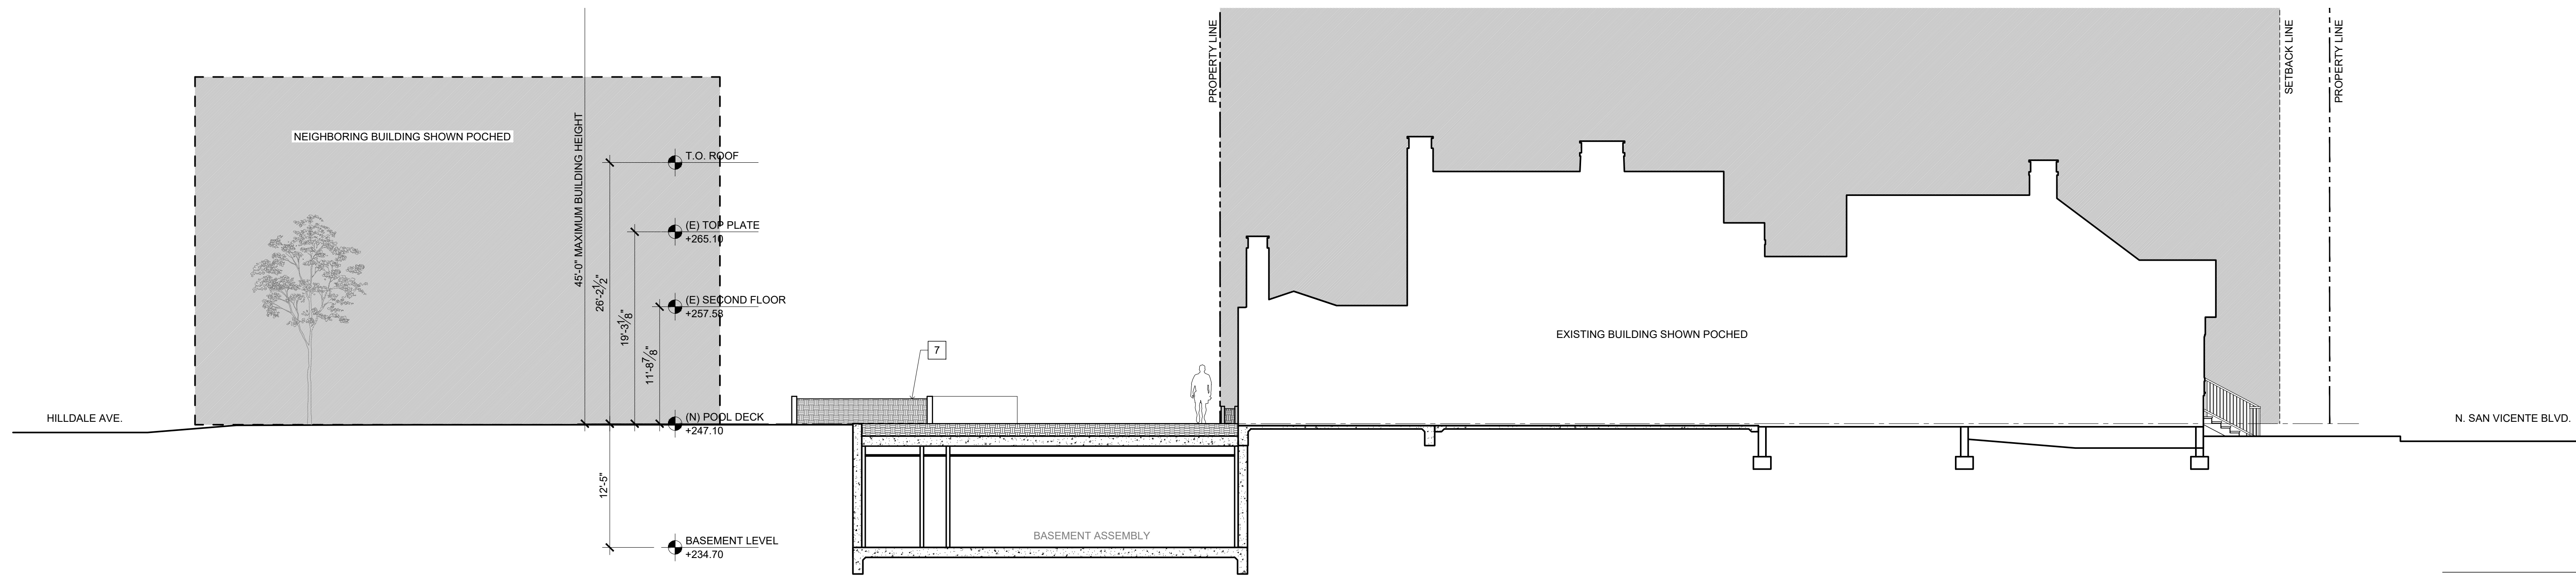 NEIGHBORING BUILDING SHOWN POCHED
45'-0" MAXIMUM BUILDING HEIGHT
T.O. ROOF
(E) TOP PLATE
+265.10
(E) SECOND FLOOR
+257.58
(N) POOL DECK
+247.10
BASEMENT LEVEL
+234.70
26'-2½"
19'-3⅛"
11'-8⅞"
12'-5"
HILLDALE AVE.
7
BASEMENT ASSEMBLY
PROPERTY LINE
EXISTING BUILDING SHOWN POCHED
SETBACK LINE
PROPERTY LINE
N. SAN VICENTE BLVD.